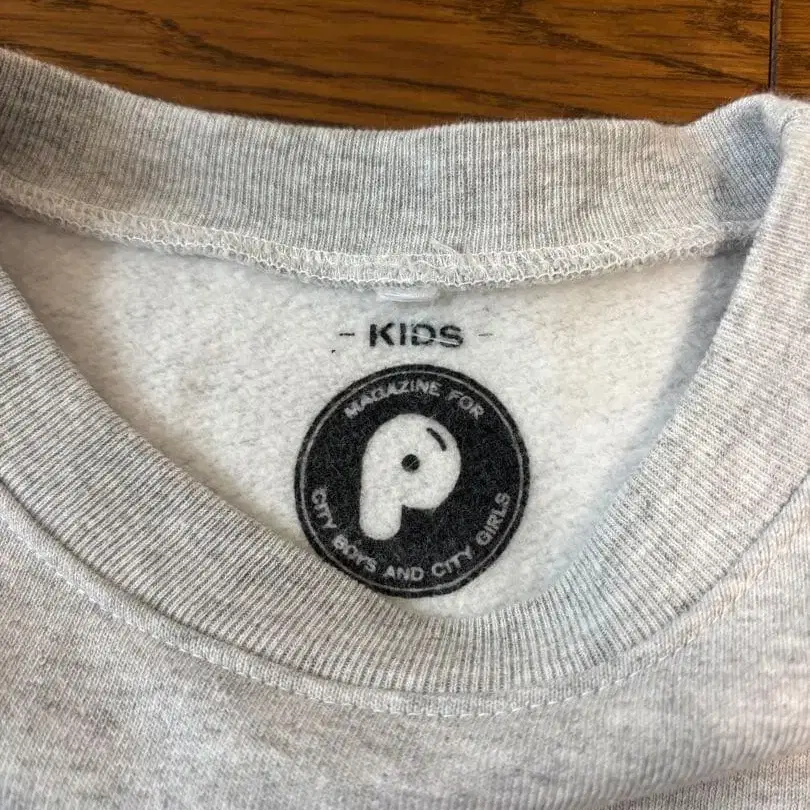 - KIDS -
MAGAZINE FOR
P
CITY BOYS AND CITY GIRLS